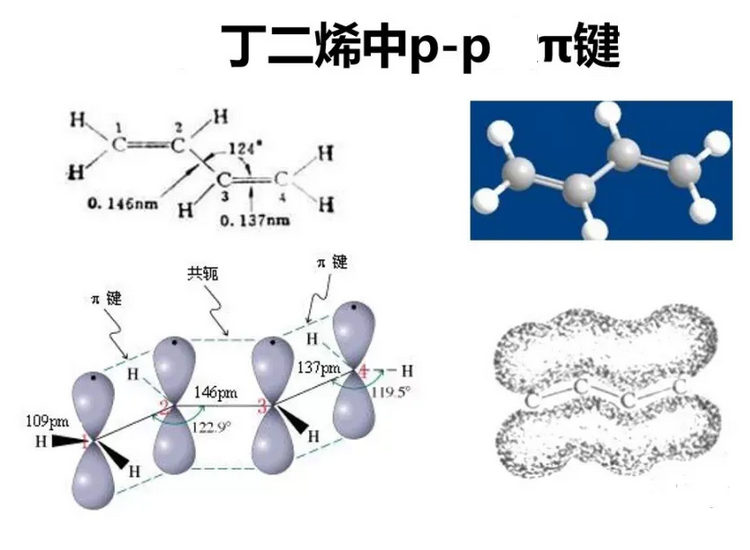 丁二烯中p-p π键
H H
1 2
C C 124° H
H
0.146nm H 3 C C 4
0.137nm H
π 键
共轭
π 键
H
H
137pm 4 H
2 146pm 3 119.5°
109pm
122.9°
H 1 H
H
C C C C